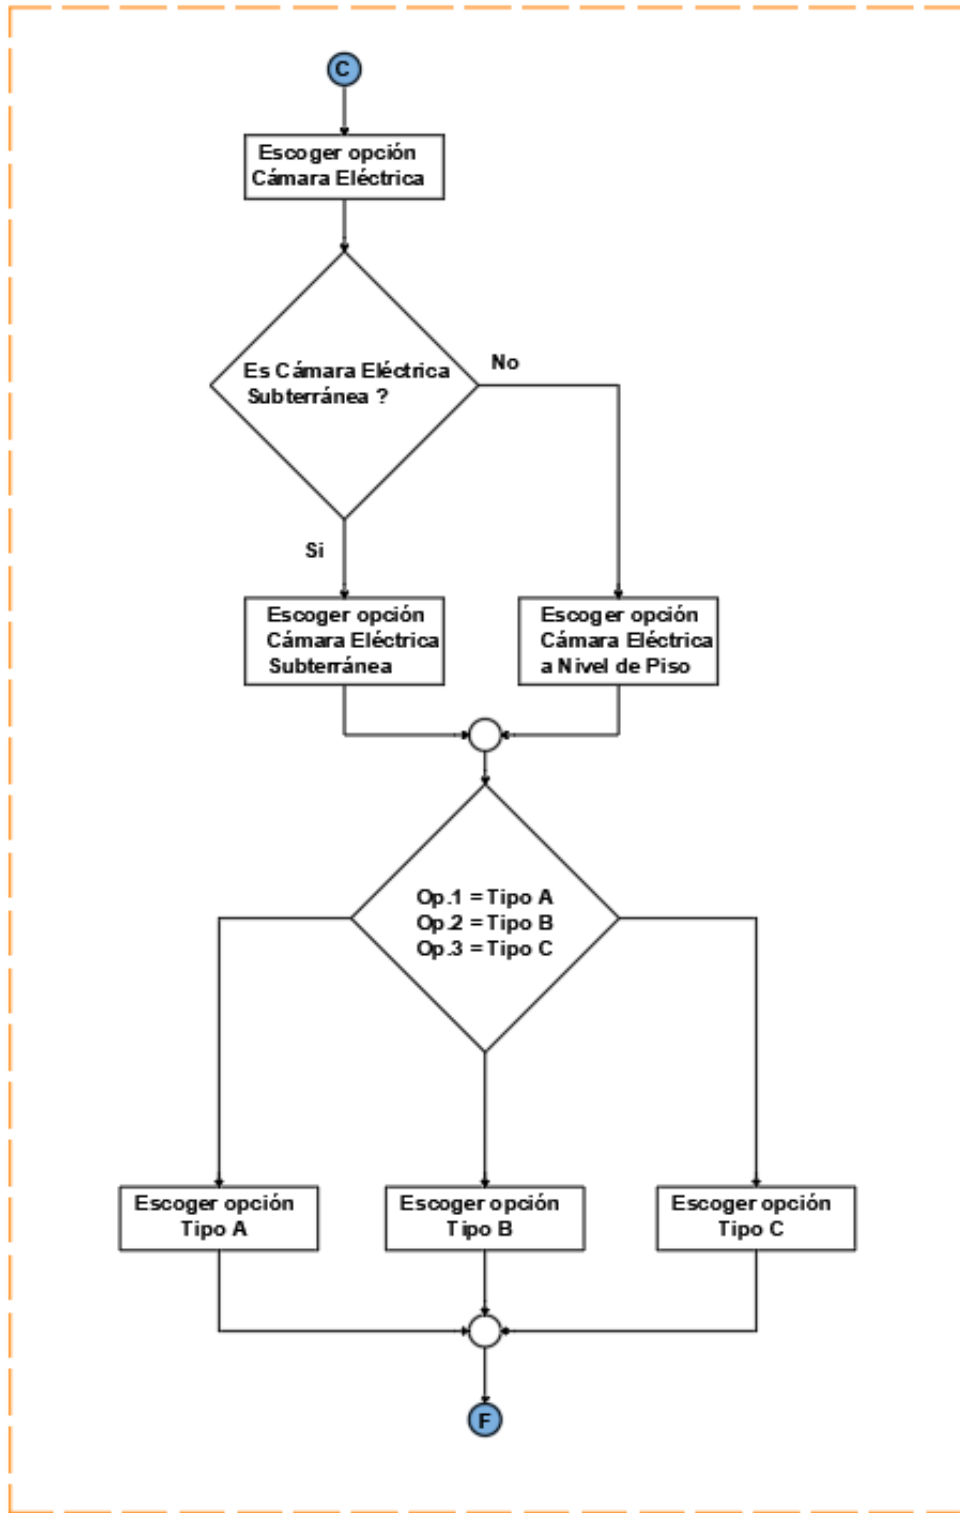 C
Escoger opción
Cámara Eléctrica
Es Cámara Eléctrica
Subterránea ?
No
Si
Escoger opción
Cámara Eléctrica
Subterránea
Escoger opción
Cámara Eléctrica
a Nivel de Piso
Op.1 = Tipo A
Op.2 = Tipo B
Op.3 = Tipo C
Escoger opción
Tipo A
Escoger opción
Tipo B
Escoger opción
Tipo C
F